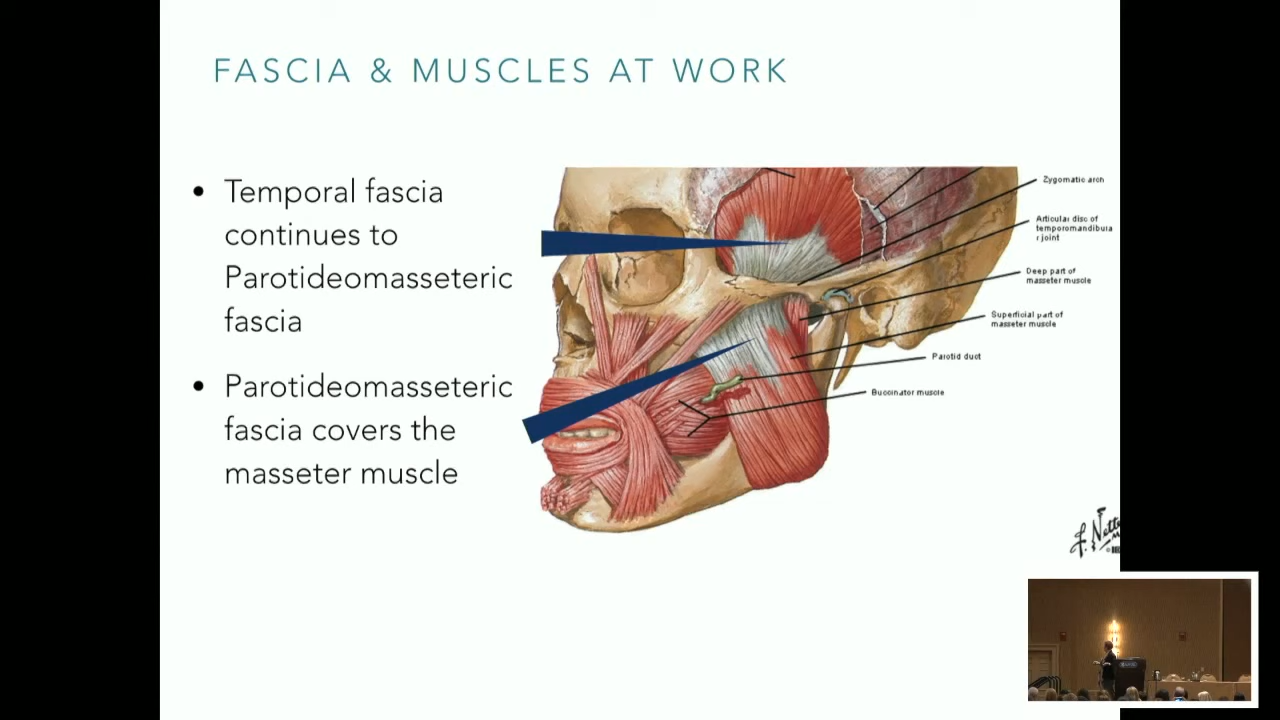 FASCIA & MUSCLES AT WORK
• Temporal fascia
continues to
Parotideomasseteric
fascia
• Parotideomasseteric
fascia covers the
masseter muscle
Zygomatic arch
Articular disc of
temporomandibula
r joint
Deep part of
masseter muscle
Superficial part of
masseter muscle
Parotid duct
Buccinator muscle